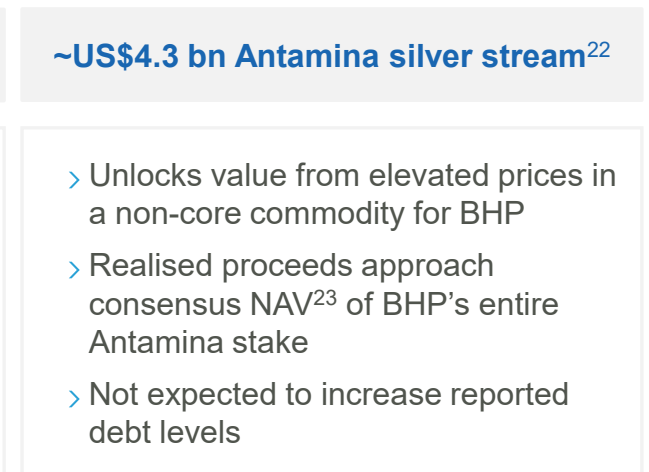 ~US$4.3 bn Antamina silver stream22
› Unlocks value from elevated prices in
a non-core commodity for BHP
› Realised proceeds approach
consensus NAV23 of BHP’s entire
Antamina stake
› Not expected to increase reported
debt levels